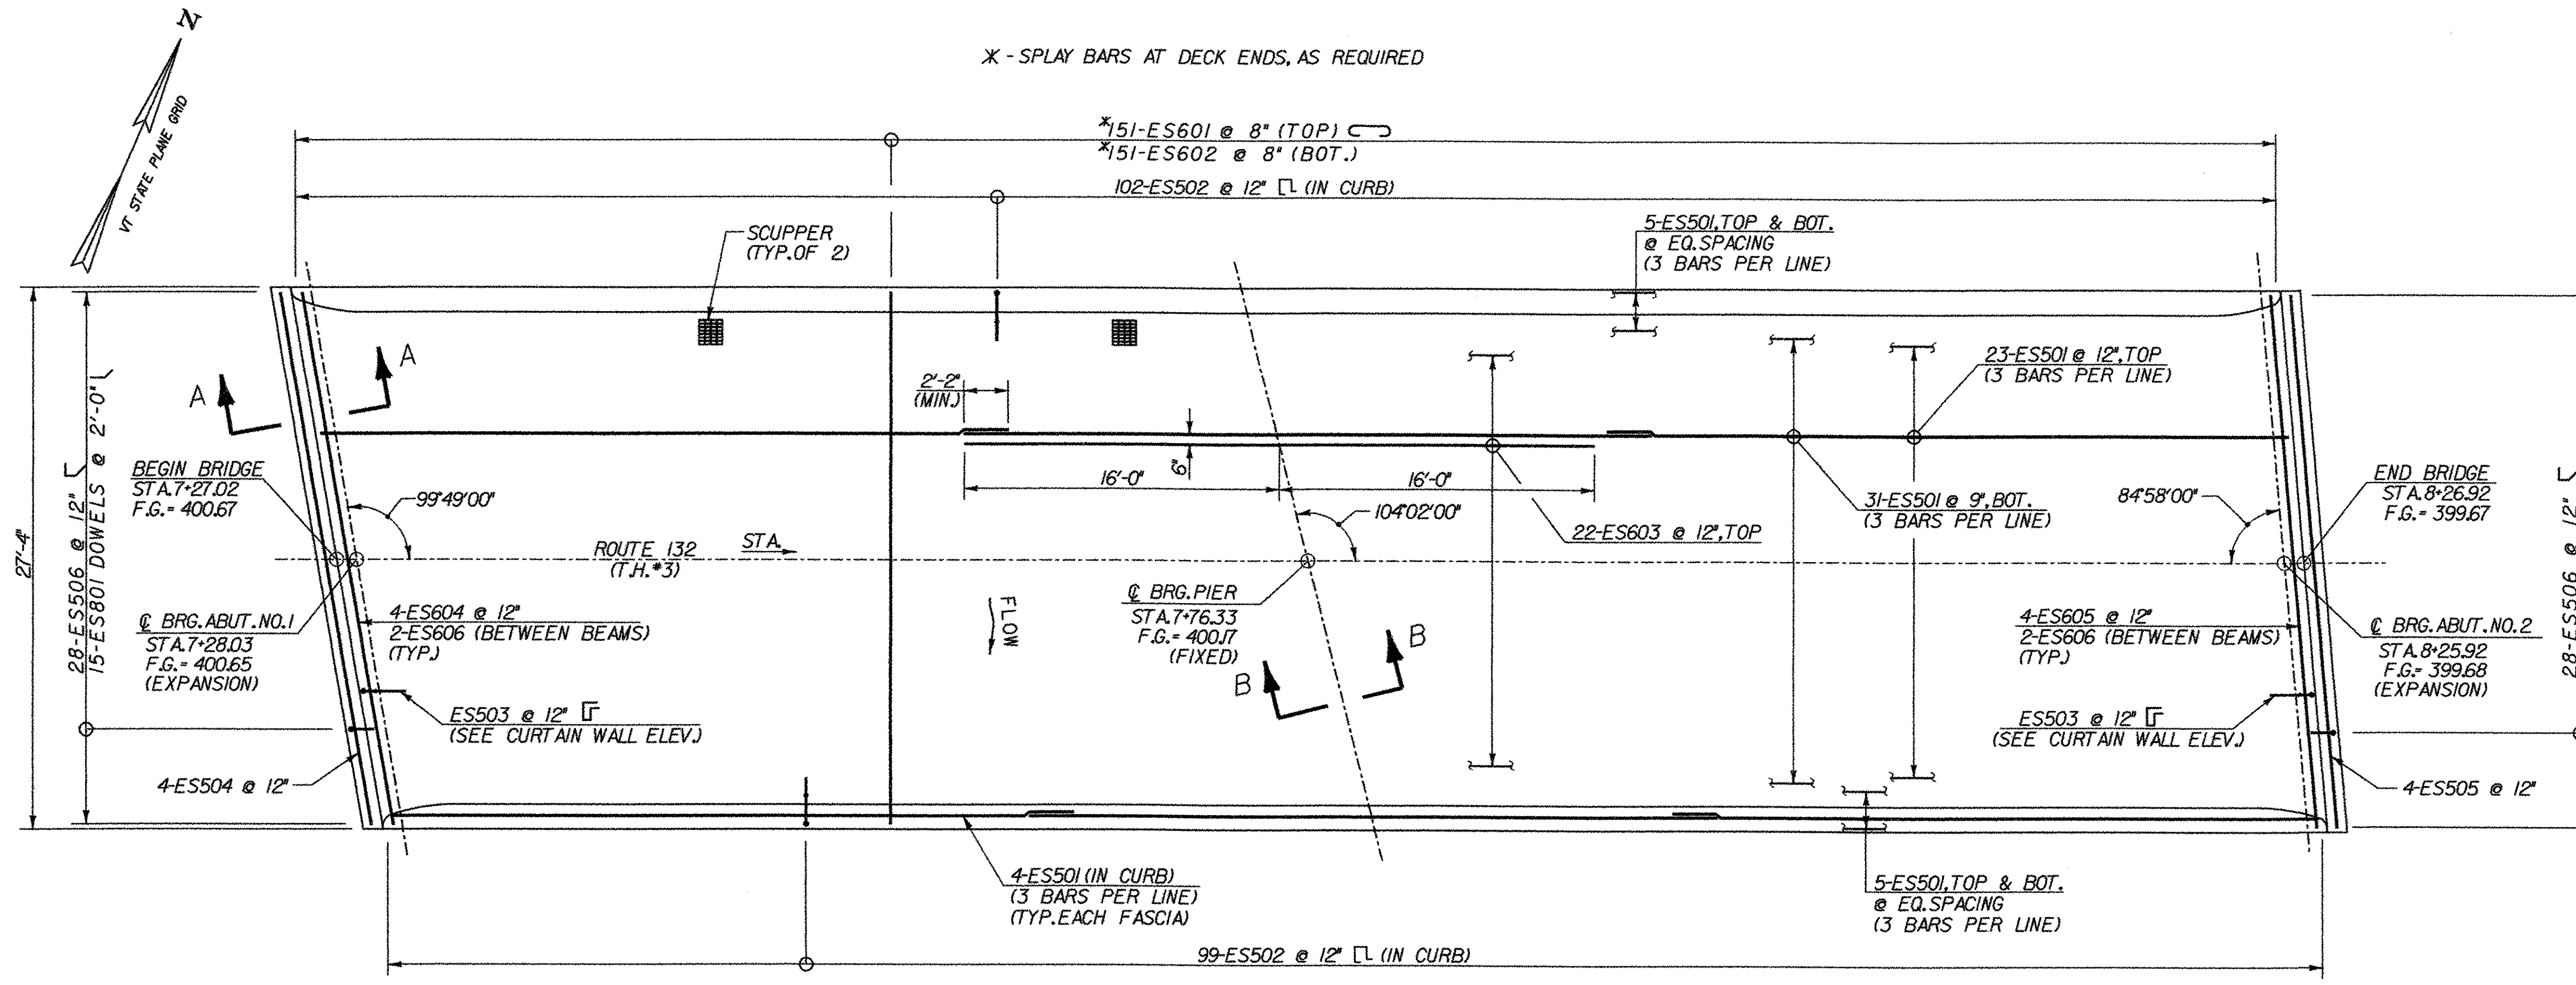 N
VT STATE PLANE GRID
Ж - SPLAY BARS AT DECK ENDS, AS REQUIRED
*151-ES601 @ 8" (TOP)
*151-ES602 @ 8" (BOT.)
102-ES502 @ 12" (IN CURB)
SCUPPER
(TYP. OF 2)
5-ES501, TOP & BOT.
@ EQ. SPACING
(3 BARS PER LINE)
A
A
2'-2"
(MIN.)
23-ES501 @ 12", TOP
(3 BARS PER LINE)
27'-4"
28-ES506 @ 12"
15-ES801 DOWELS @ 2'-0"
BEGIN BRIDGE
STA. 7+27.02
F.G. = 400.67
99°49'00"
6"
16'-0"
16'-0"
104°02'00"
22-ES603 @ 12", TOP
31-ES501 @ 9", BOT.
(3 BARS PER LINE)
84°58'00"
END BRIDGE
STA. 8+26.92
F.G. = 399.67
ROUTE 132
(T.H. #3)
STA.
℄ BRG. ABUT. NO. 1
STA. 7+28.03
F.G. = 400.65
(EXPANSION)
4-ES604 @ 12"
2-ES606 (BETWEEN BEAMS)
(TYP.)
FLOW
℄ BRG. PIER
STA. 7+76.33
F.G. = 400.17
(FIXED)
B
B
4-ES605 @ 12"
2-ES606 (BETWEEN BEAMS)
(TYP.)
℄ BRG. ABUT. NO. 2
STA. 8+25.92
F.G. = 399.68
(EXPANSION)
28-ES506 @ 12"
ES503 @ 12"
(SEE CURTAIN WALL ELEV.)
ES503 @ 12"
(SEE CURTAIN WALL ELEV.)
4-ES504 @ 12"
4-ES505 @ 12"
4-ES501 (IN CURB)
(3 BARS PER LINE)
(TYP. EACH FASCIA)
5-ES501, TOP & BOT.
@ EQ. SPACING
(3 BARS PER LINE)
99-ES502 @ 12" (IN CURB)